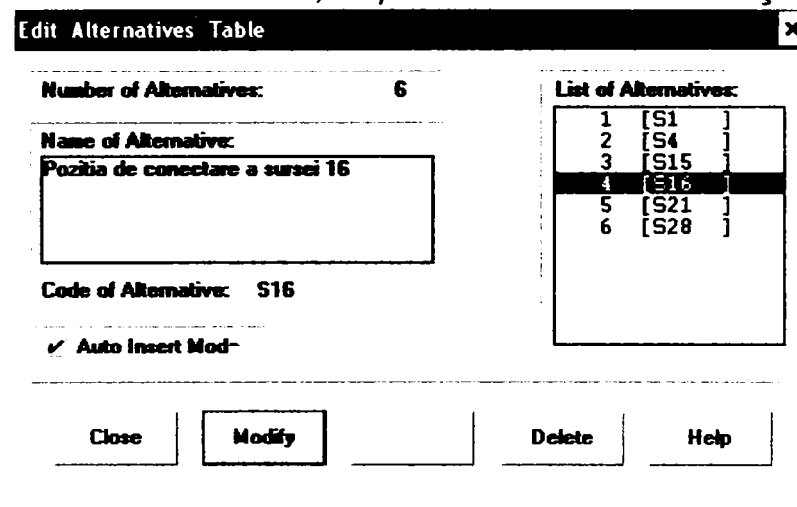 Edit Alternatives Table
Number of Alternatives: 6
Name of Alternative:
Pozitia de conectare a sursei 16
Code of Alternative: S16
✔ Auto Insert Mod
List of Alternatives:
1 [S1 ]
2 [S4 ]
3 [S15 ]
4 [S16 ]
5 [S21 ]
6 [S28 ]
Close Modify Delete Help